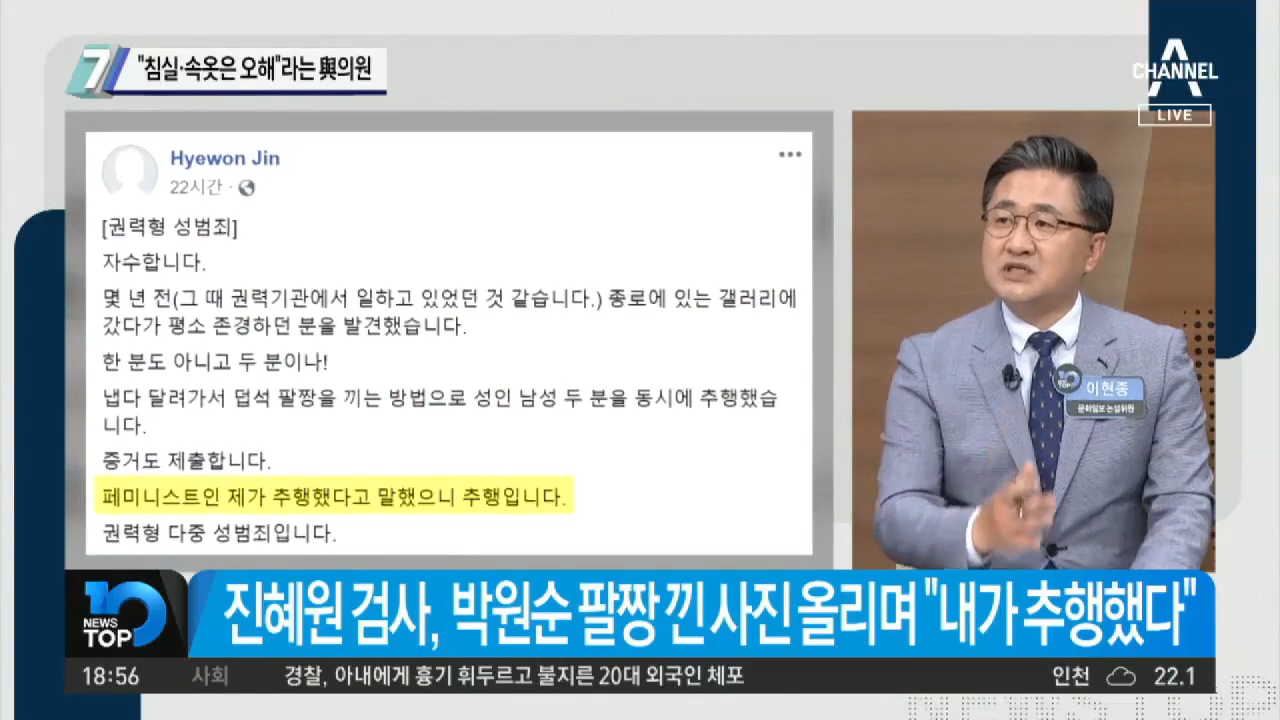 7 "침실·속옷은 오해"라는 與의원
CHANNEL A
LIVE
Hyewon Jin
22시간 ·
[권력형 성범죄]
자수합니다.
몇 년 전(그 때 권력기관에서 일하고 있었던 것 같습니다.) 종로에 있는 갤러리에
갔다가 평소 존경하던 분을 발견했습니다.
한 분도 아니고 두 분이나!
냅다 달려가서 덥석 팔짱을 끼는 방법으로 성인 남성 두 분을 동시에 추행했습
니다.
증거도 제출합니다.
페미니스트인 제가 추행했다고 말했으니 추행입니다.
권력형 다중 성범죄입니다.
TOP 10
이현종
문화일보 논설위원
NEWS
TOP 10
진혜원 검사, 박원순 팔짱 낀 사진 올리며 "내가 추행했다"
18:56 사회 경찰, 아내에게 흉기 휘두르고 불지른 20대 외국인 체포 인천 22.1